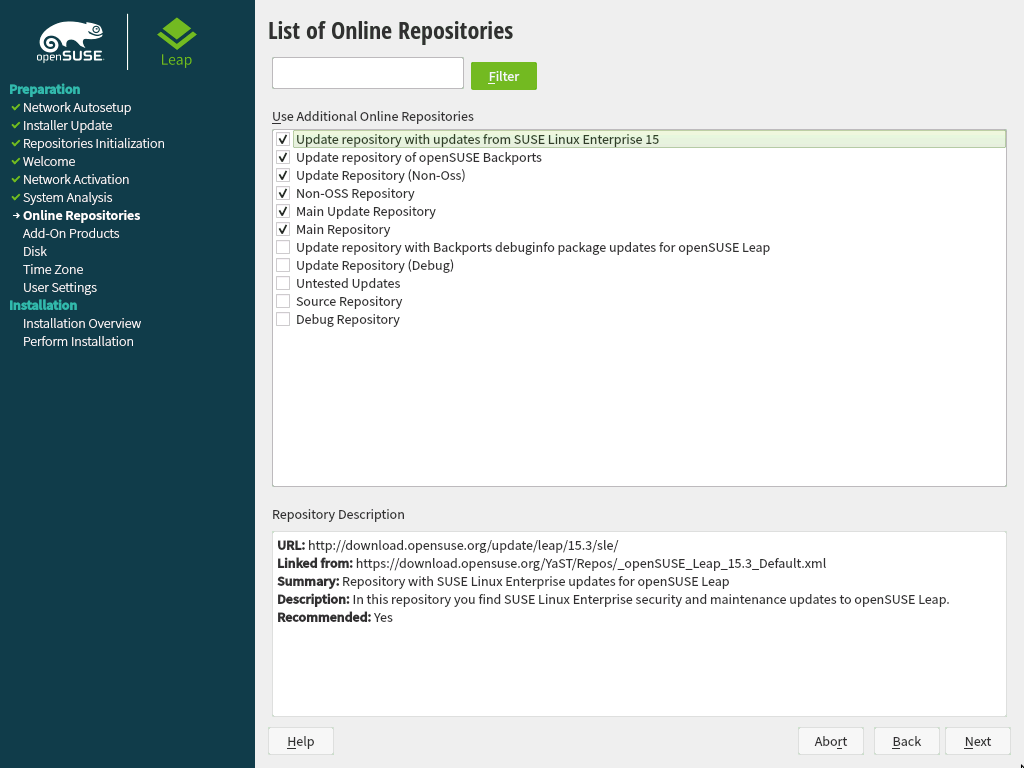 openSUSE
Leap
Preparation
Network Autosetup
Installer Update
Repositories Initialization
Welcome
Network Activation
System Analysis
Online Repositories
Add-On Products
Disk
Time Zone
User Settings
Installation
Installation Overview
Perform Installation
List of Online Repositories
Filter
Use Additional Online Repositories
Update repository with updates from SUSE Linux Enterprise 15
Update repository of openSUSE Backports
Update Repository (Non-Oss)
Non-OSS Repository
Main Update Repository
Main Repository
Update repository with Backports debuginfo package updates for openSUSE Leap
Update Repository (Debug)
Untested Updates
Source Repository
Debug Repository
Repository Description
URL: http://download.opensuse.org/update/leap/15.3/sle/
Linked from: https://download.opensuse.org/YaST/Repos/_openSUSE_Leap_15.3_Default.xml
Summary: Repository with SUSE Linux Enterprise updates for openSUSE Leap
Description: In this repository you find SUSE Linux Enterprise security and maintenance updates to openSUSE Leap.
Recommended: Yes
Help Abort Back Next